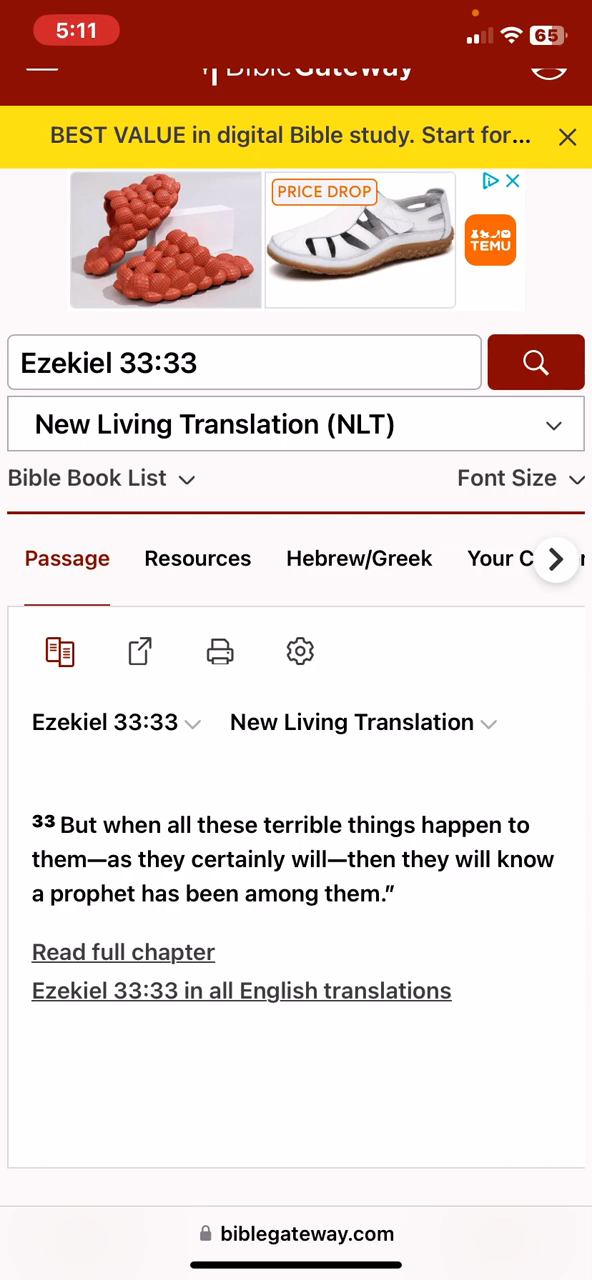 5:11
65
BibleGateway
BEST VALUE in digital Bible study. Start for...
PRICE DROP
TEMU
Ezekiel 33:33
New Living Translation (NLT)
Bible Book List
Font Size
Passage Resources Hebrew/Greek Your C
Ezekiel 33:33 New Living Translation
33 But when all these terrible things happen to
them—as they certainly will—then they will know
a prophet has been among them.”
Read full chapter
Ezekiel 33:33 in all English translations
biblegateway.com